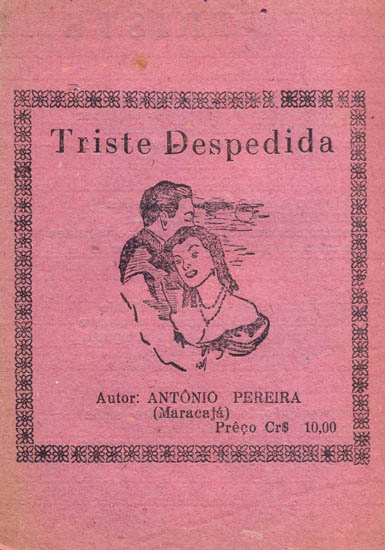 Triste Despedida
Autor: ANTÔNIO PEREIRA
(Maracajá)
Prêço Cr$ 10,00